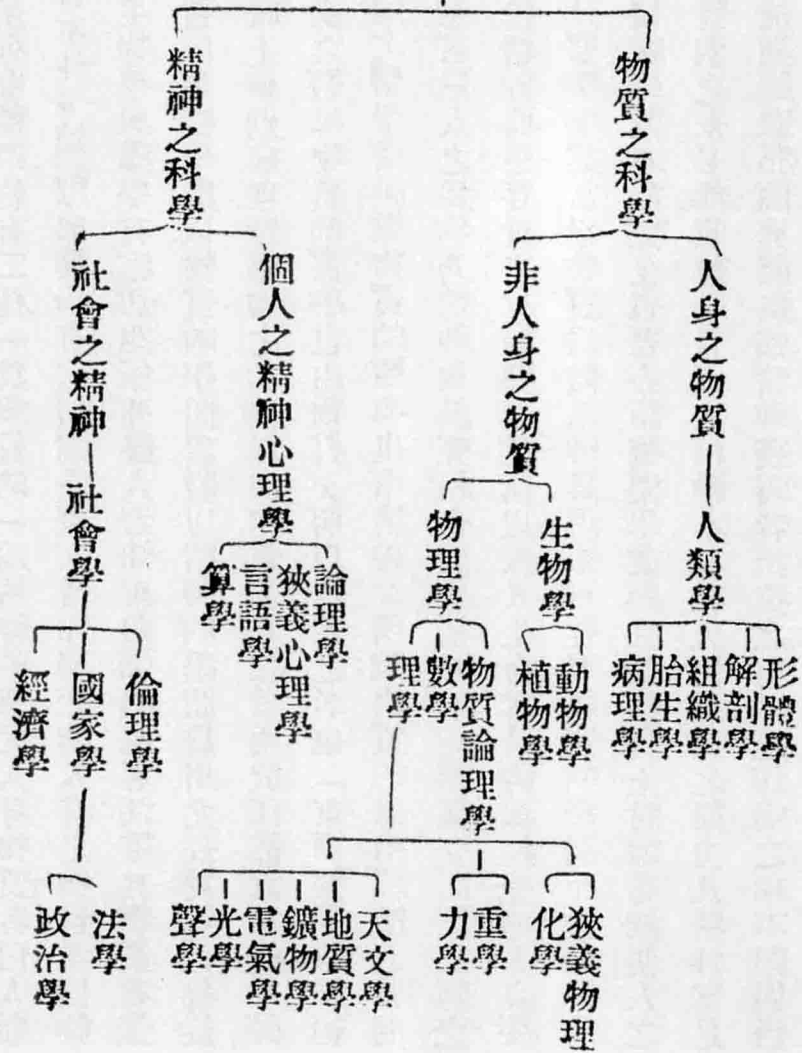 物質之科學
精神之科學
人身之物質
人類學
非人身之物質
生物學
物理學
個人之精神心理學
社會之精神
社會學
形體學
解剖學
組織學
胎生學
病理學
動物學
植物學
物質論理學
數學
理學
論理學
狹義心理學
言語學
算學
倫理學
國家學
經濟學
狹義物理
化學
重學
力學
天文學
地質學
鑛物學
電氣學
光學
聲學
法學
政治學